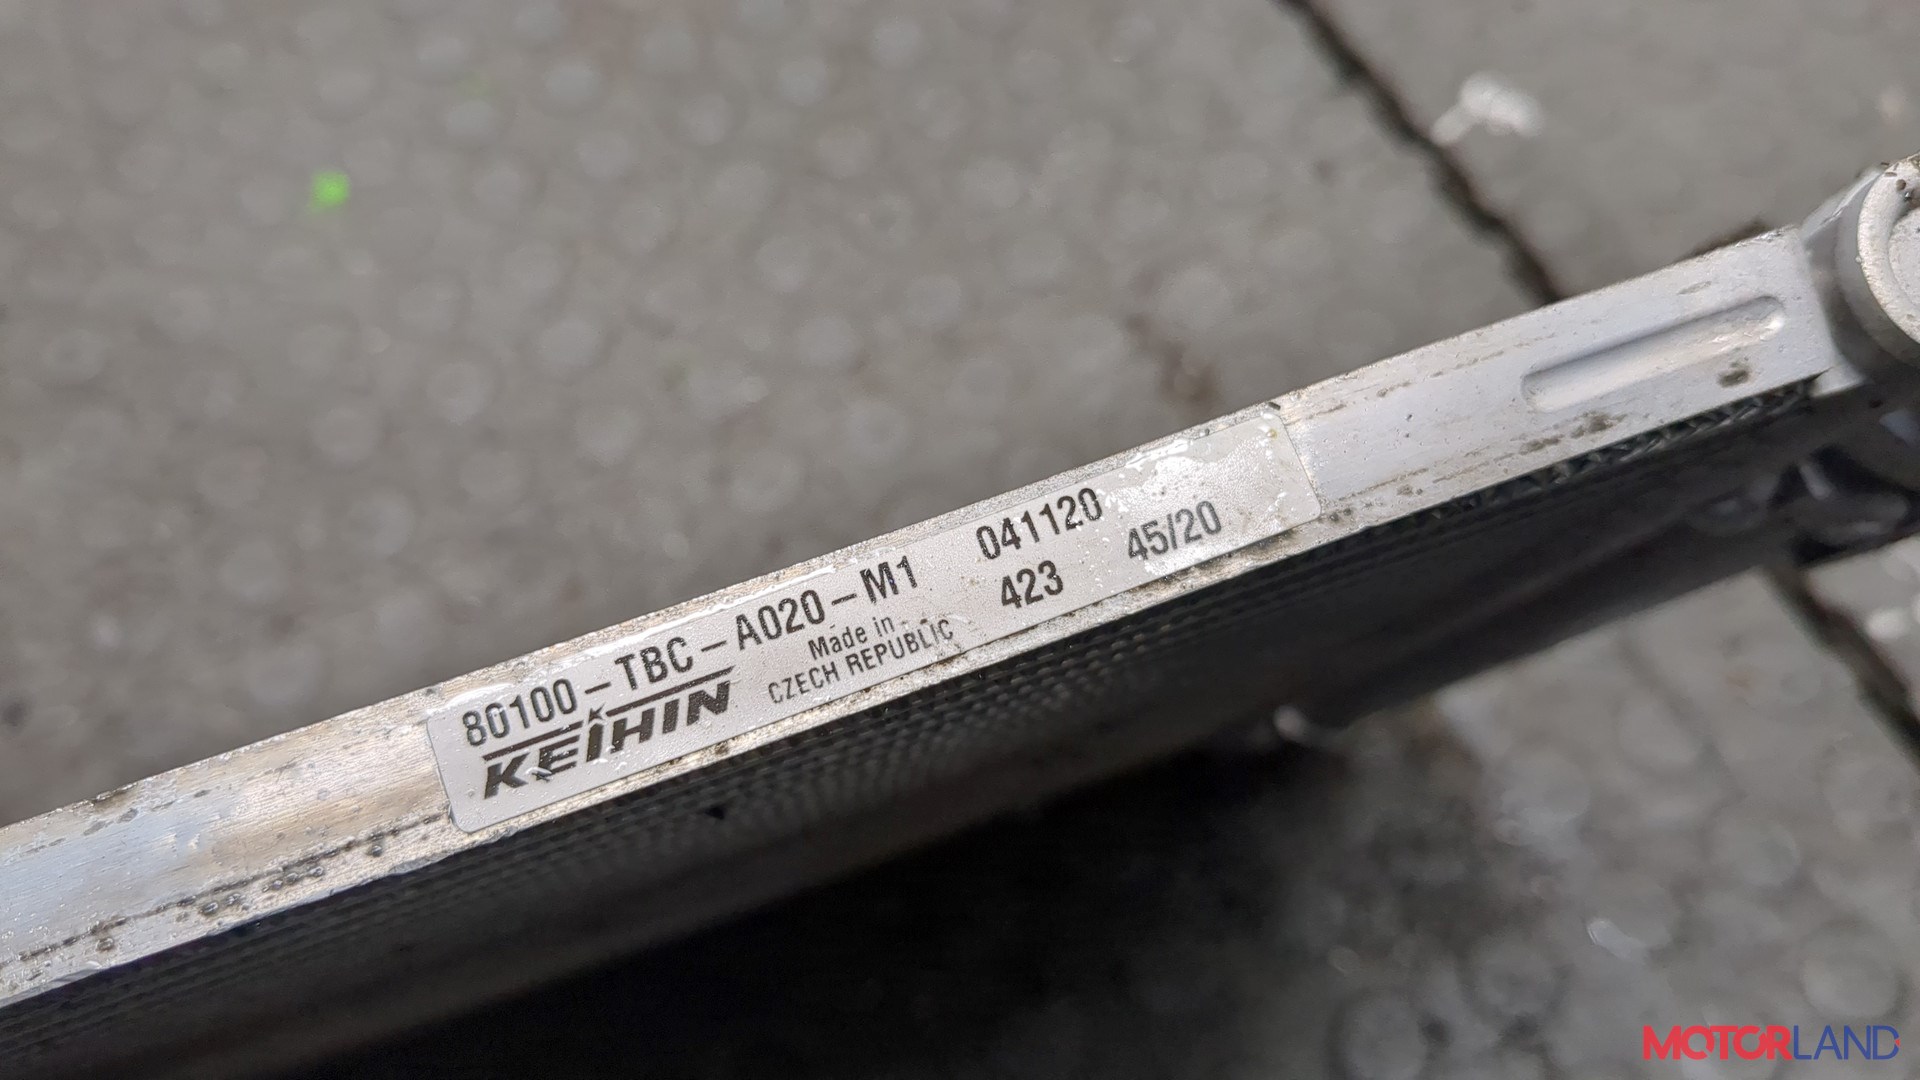 80100-TBC-A020-M1 041120
KEIHIN Made in CZECH REPUBLIC 423 45/20
MOTORLAND